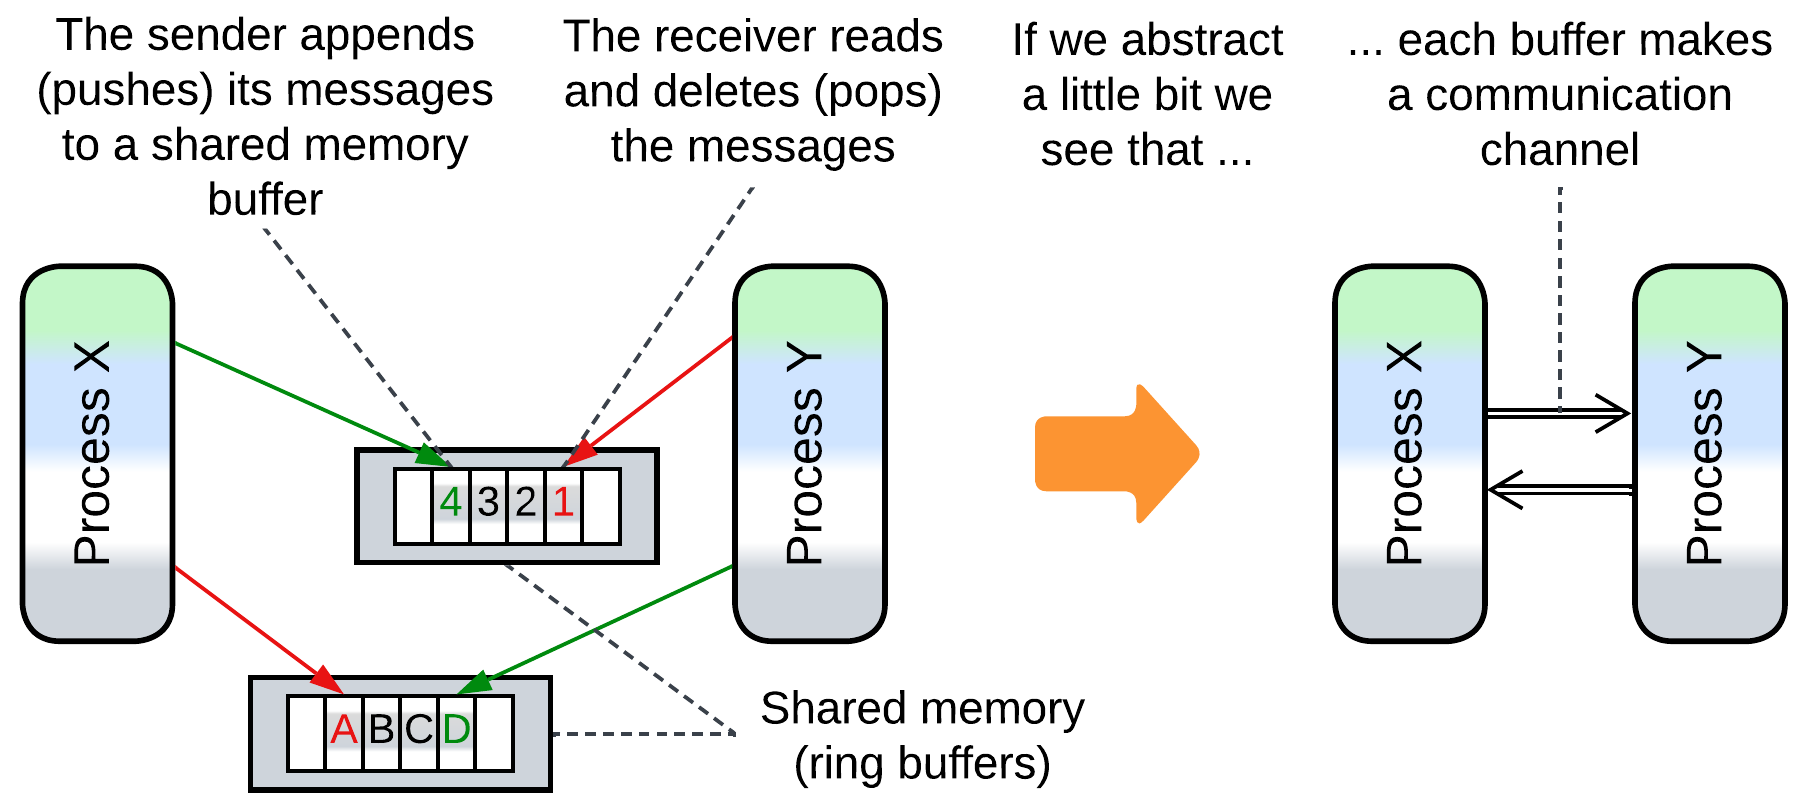 The sender appends
(pushes) its messages
to a shared memory
buffer
The receiver reads
and deletes (pops)
the messages
If we abstract
a little bit we
see that ...
... each buffer makes
a communication
channel
Process X
4 3 2 1
Process Y
A B C D
Shared memory
(ring buffers)
Process X
Process Y